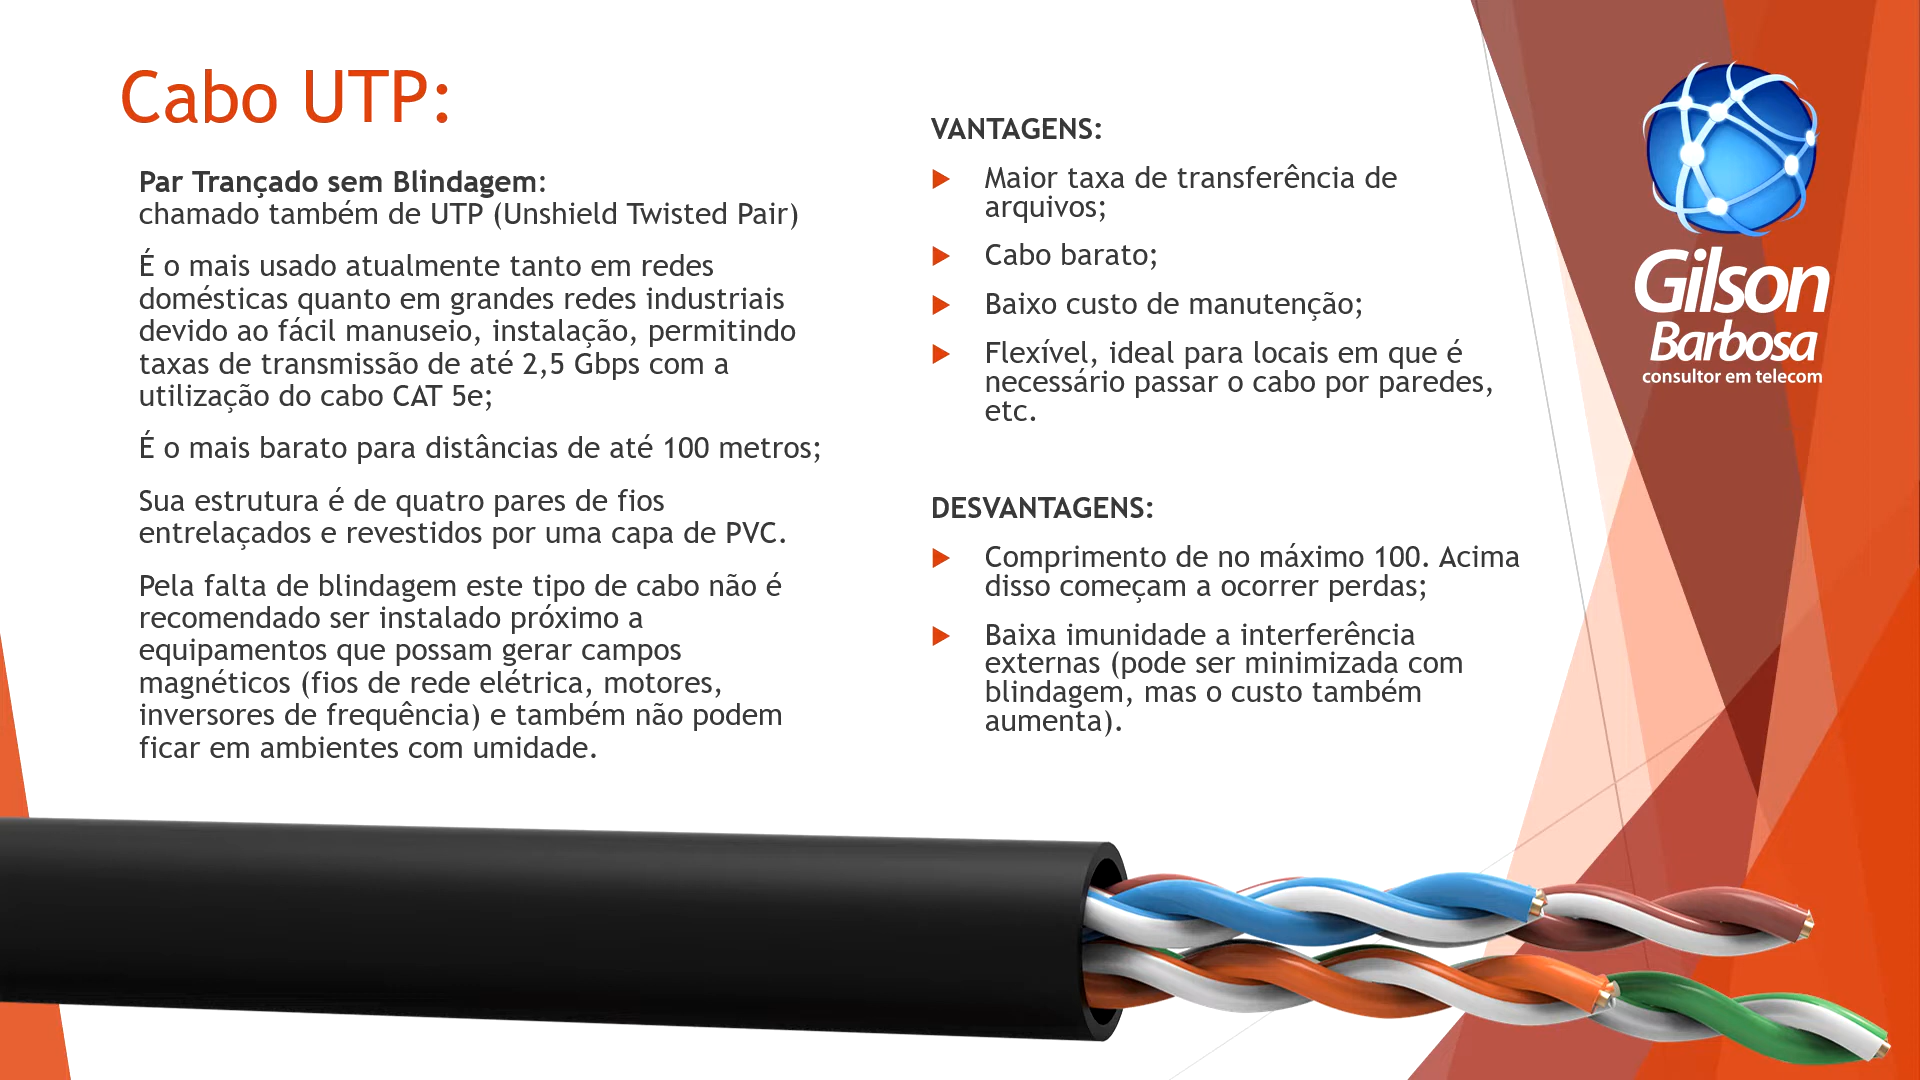 Cabo UTP:
Par Trançado sem Blindagem:
chamado também de UTP (Unshield Twisted Pair)
É o mais usado atualmente tanto em redes
domésticas quanto em grandes redes industriais
devido ao fácil manuseio, instalação, permitindo
taxas de transmissão de até 2,5 Gbps com a
utilização do cabo CAT 5e;
É o mais barato para distâncias de até 100 metros;
Sua estrutura é de quatro pares de fios
entrelaçados e revestidos por uma capa de PVC.
Pela falta de blindagem este tipo de cabo não é
recomendado ser instalado próximo a
equipamentos que possam gerar campos
magnéticos (fios de rede elétrica, motores,
inversores de frequência) e também não podem
ficar em ambientes com umidade.
VANTAGENS:
Maior taxa de transferência de
arquivos;
Cabo barato;
Baixo custo de manutenção;
Flexível, ideal para locais em que é
necessário passar o cabo por paredes,
etc.
DESVANTAGENS:
Comprimento de no máximo 100. Acima
disso começam a ocorrer perdas;
Baixa imunidade a interferência
externas (pode ser minimizada com
blindagem, mas o custo também
aumenta).
Gilson
Barbosa
consultor em telecom